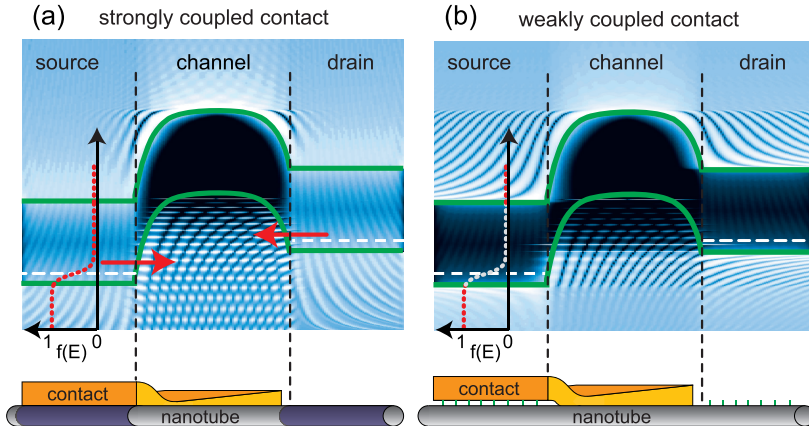 (a) strongly coupled contact
source channel drain
1 0
f(E)
contact
nanotube
(b) weakly coupled contact
source channel drain
1 0
f(E)
contact
nanotube